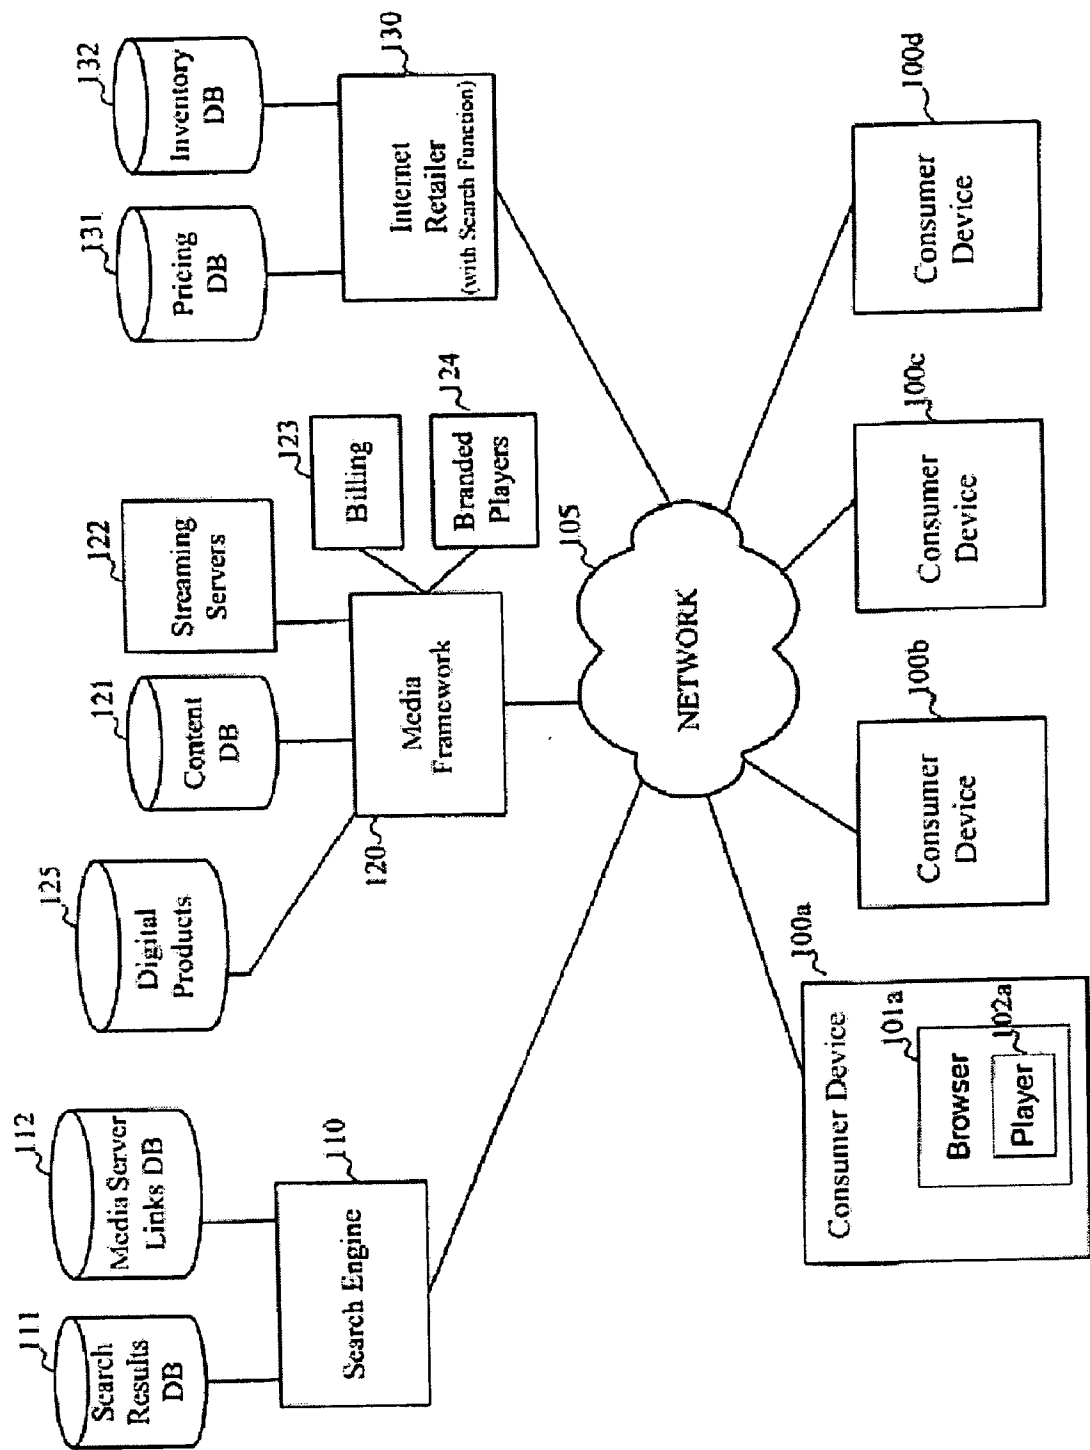 111
Search
Results
DB
112
Media Server
Links DB
110
Search Engine
125
Digital
Products
121
Content
DB
122
Streaming
Servers
120
Media
Framework
123
Billing
124
Branded
Players
131
Pricing
DB
132
Inventory
DB
130
Internet
Retailer
(with Search Function)
105
NETWORK
100a
Consumer Device
101a
Browser
102a
Player
100b
Consumer
Device
100c
Consumer
Device
100d
Consumer
Device